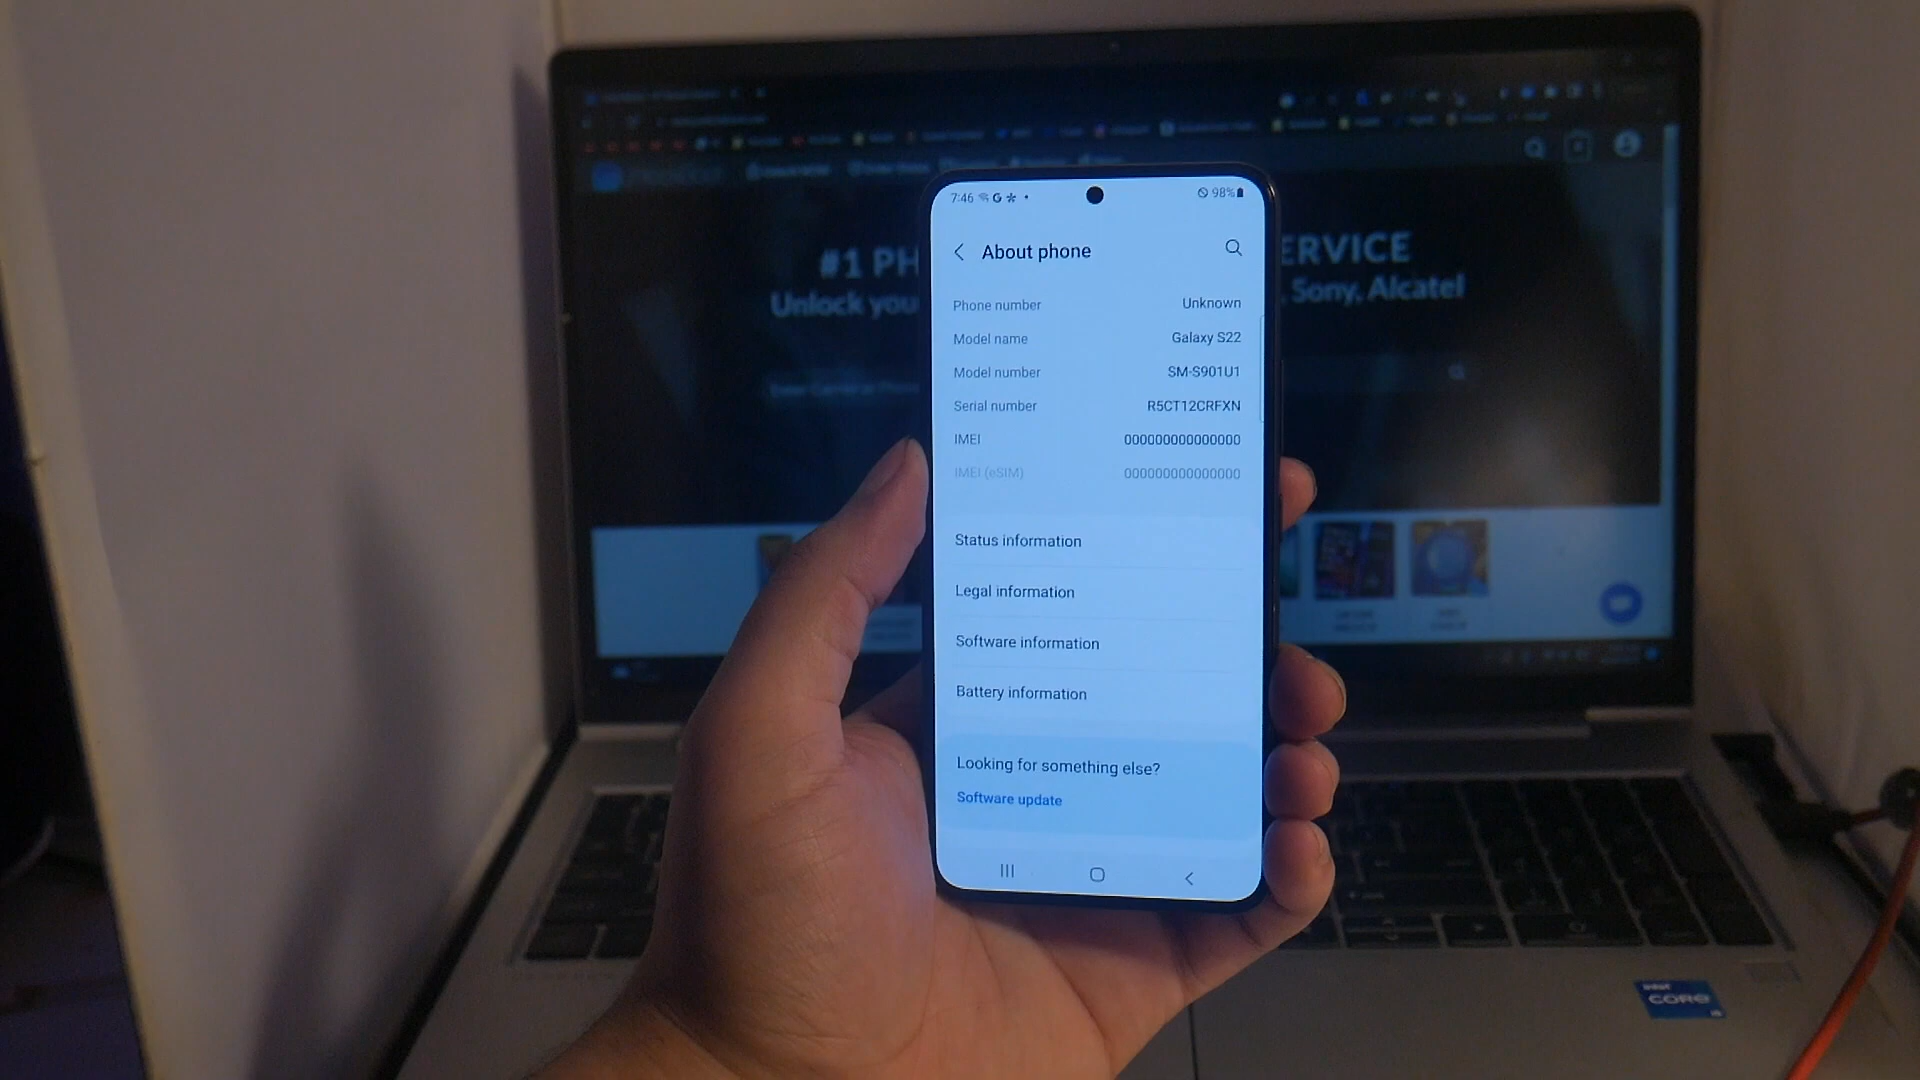 #1 PH
ERVICE
Unlock you
, Sony, Alcatel
7:46
98%
About phone
Phone number Unknown
Model name Galaxy S22
Model number SM-S901U1
Serial number R5CT12CRFXN
IMEI 000000000000000
IMEI (eSIM) 000000000000000
Status information
Legal information
Software information
Battery information
Looking for something else?
Software update
intel
CORE